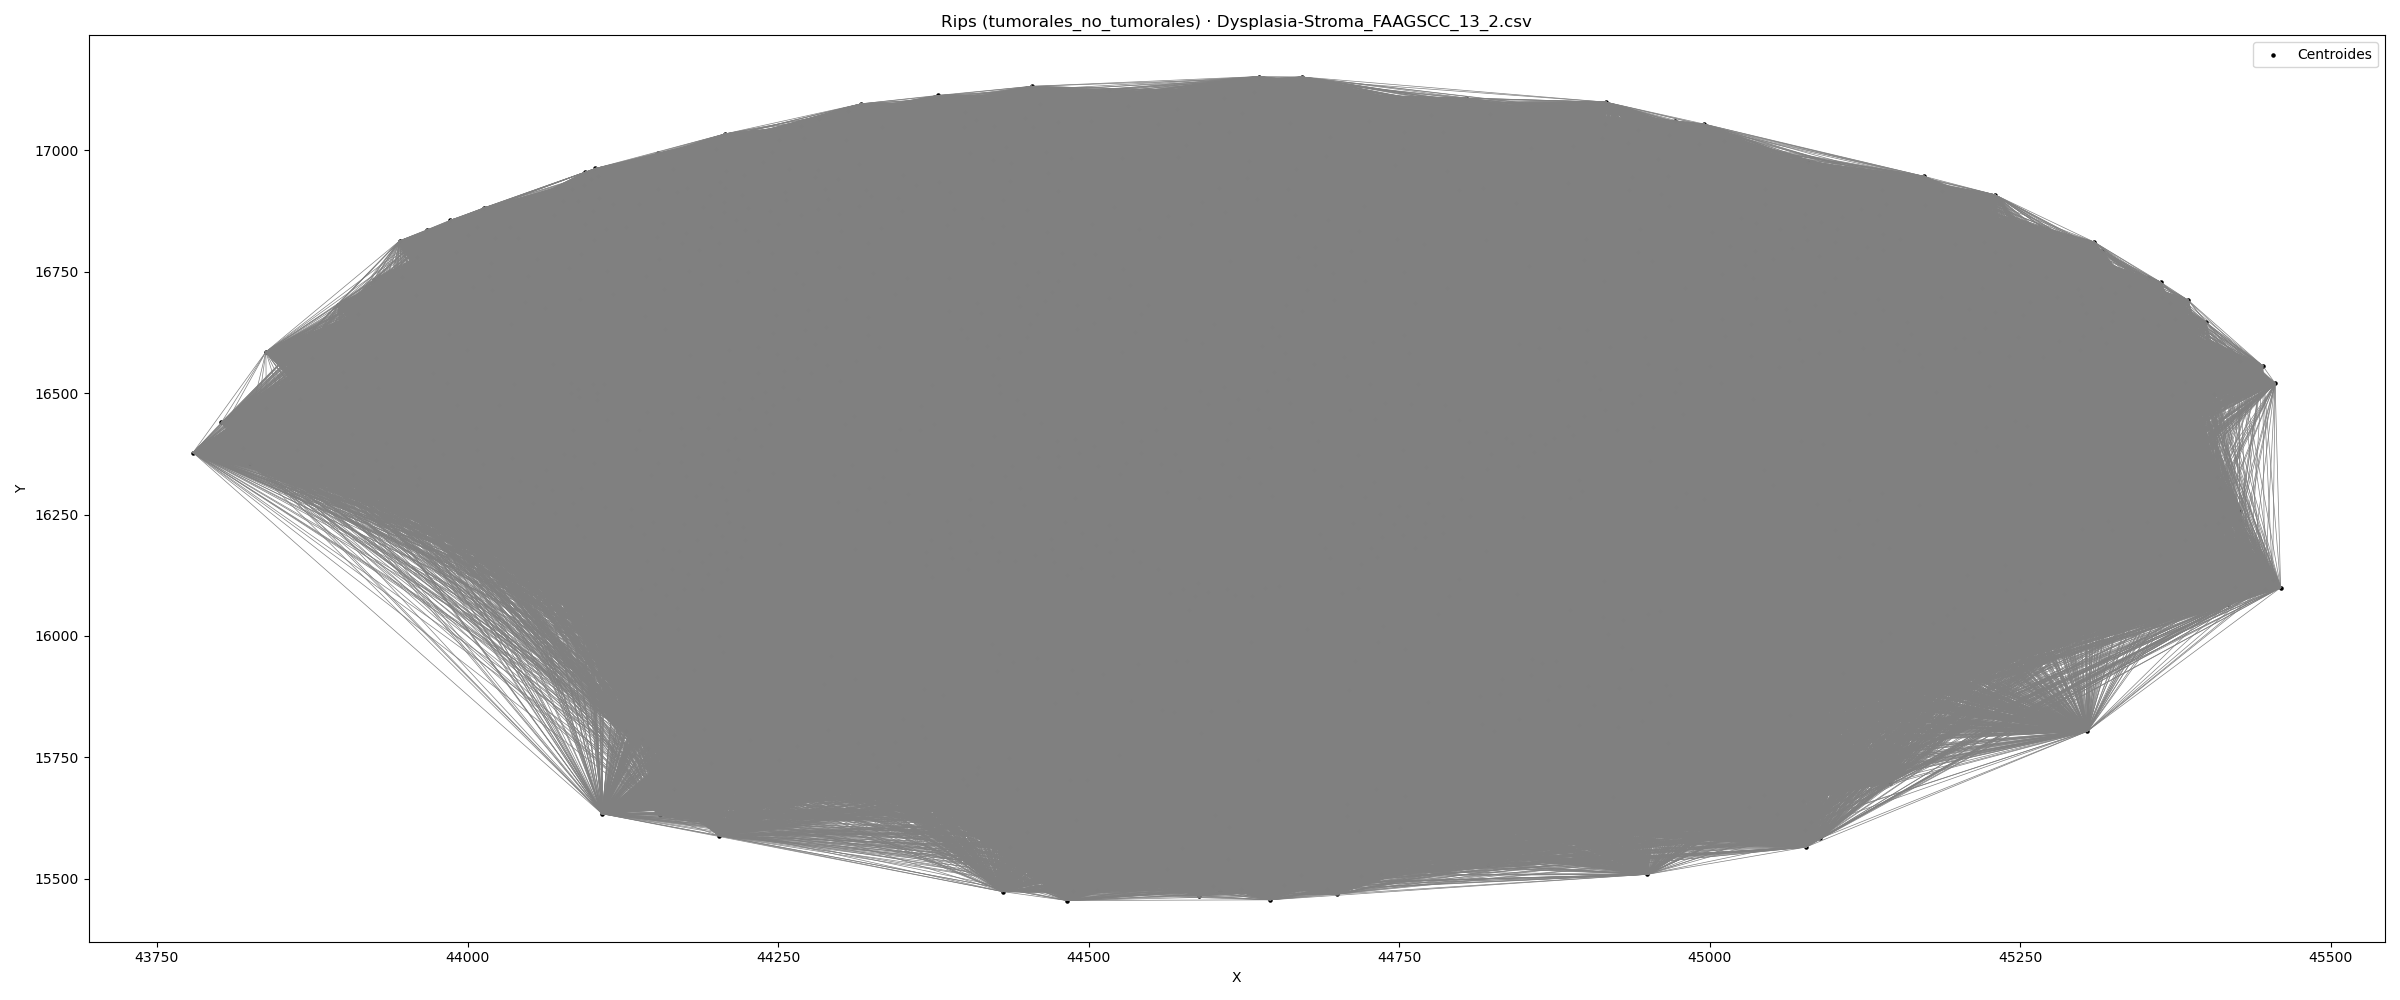 Rips (tumorales_no_tumorales) · Dysplasia-Stroma_FAAGSCC_13_2.csv
Centroides
17000
16750
16500
16250
16000
15750
15500
Y
43750 44000 44250 44500 44750 45000 45250 45500
X